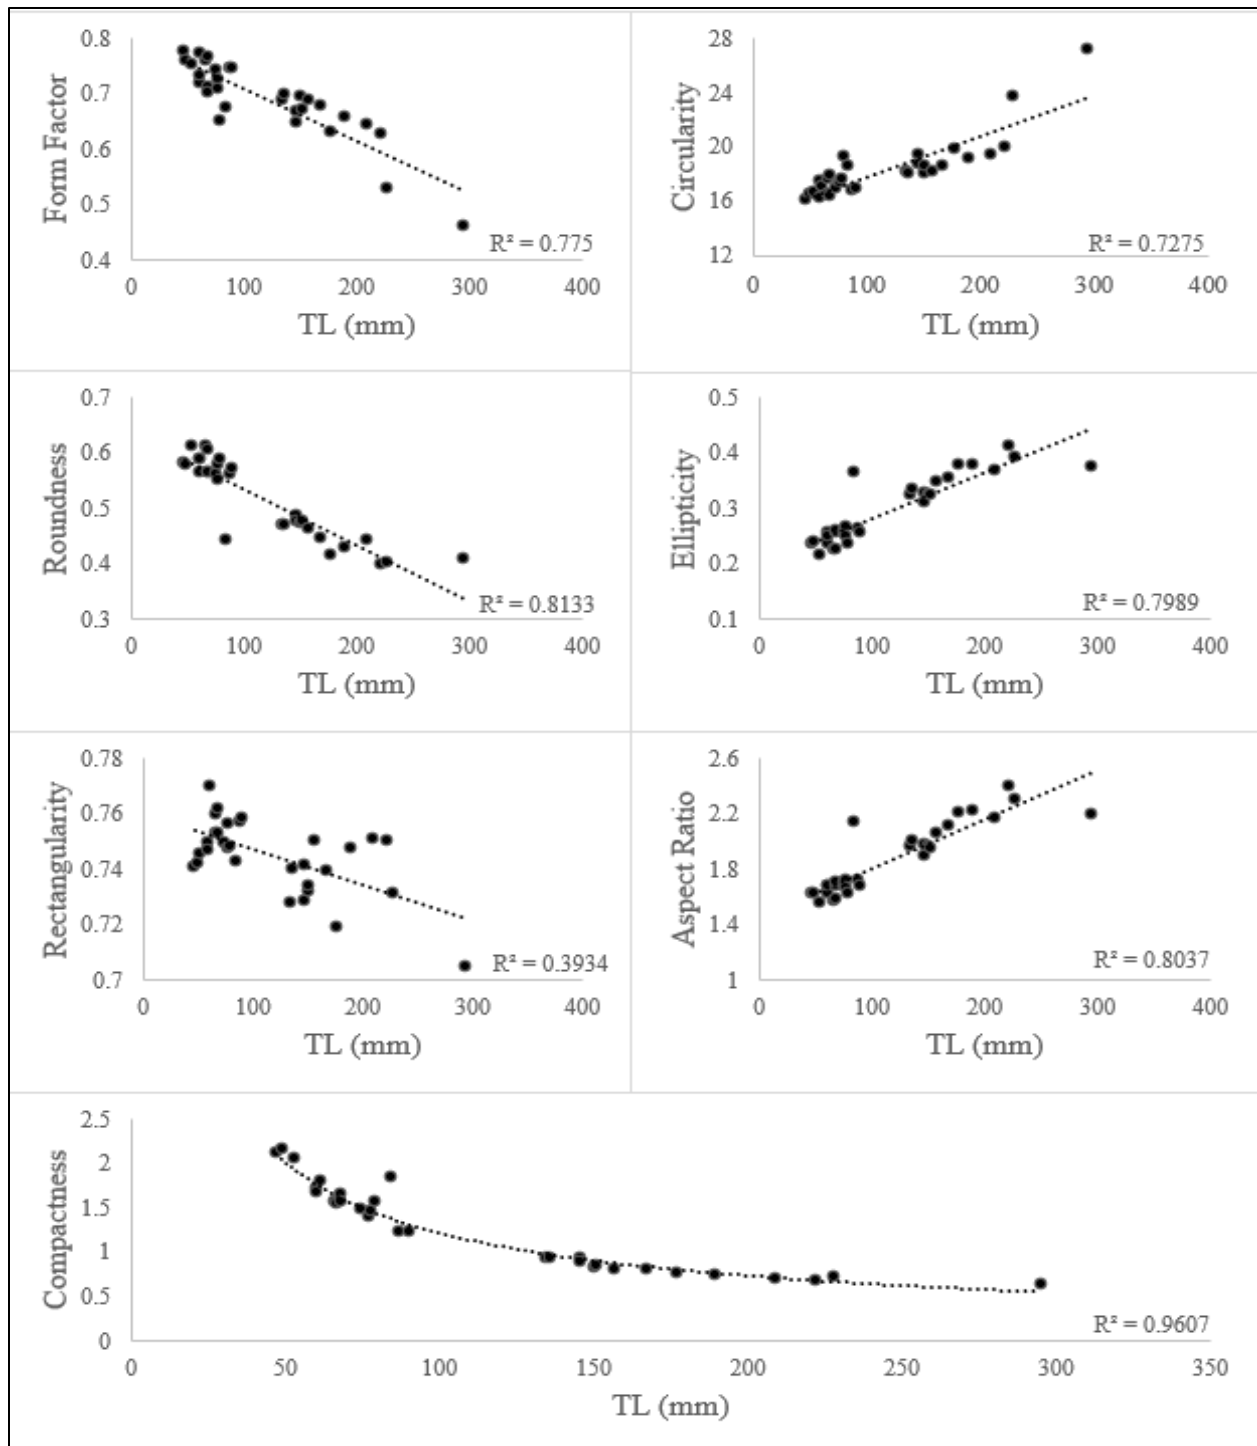 0.8
0.7
0.6
0.5
0.4
Form Factor
0 100 200 300 400
TL (mm)
R² = 0.775
28
24
20
16
12
Circularity
0 100 200 300 400
TL (mm)
R² = 0.7275
0.7
0.6
0.5
0.4
0.3
Roundness
0 100 200 300 400
TL (mm)
R² = 0.8133
0.5
0.4
0.3
0.2
0.1
Ellipticity
0 100 200 300 400
TL (mm)
R² = 0.7989
0.78
0.76
0.74
0.72
0.7
Rectangularity
0 100 200 300 400
TL (mm)
R² = 0.3934
2.6
2.2
1.8
1.4
1
Aspect Ratio
0 100 200 300 400
TL (mm)
R² = 0.8037
2.5
2
1.5
1
0.5
0
Compactness
0 50 100 150 200 250 300 350
TL (mm)
R² = 0.9607